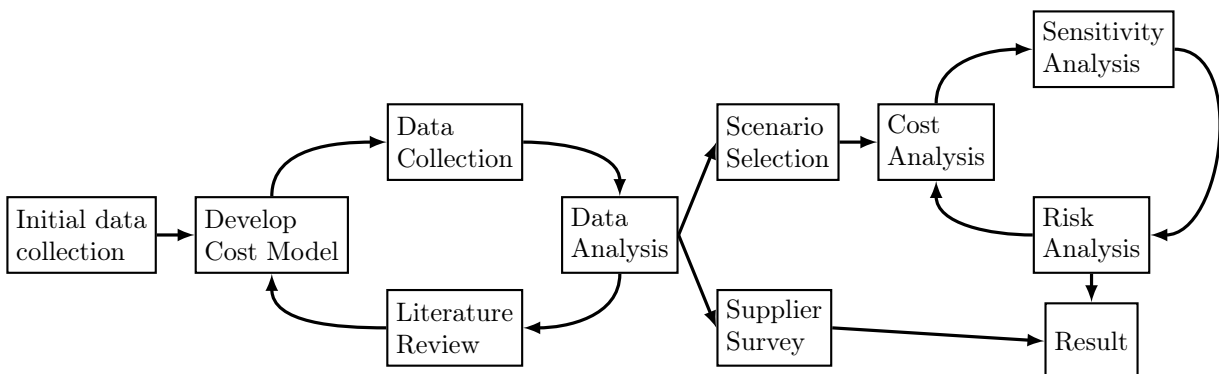 Initial data
collection
Develop
Cost Model
Data
Collection
Literature
Review
Data
Analysis
Scenario
Selection
Supplier
Survey
Cost
Analysis
Sensitivity
Analysis
Risk
Analysis
Result